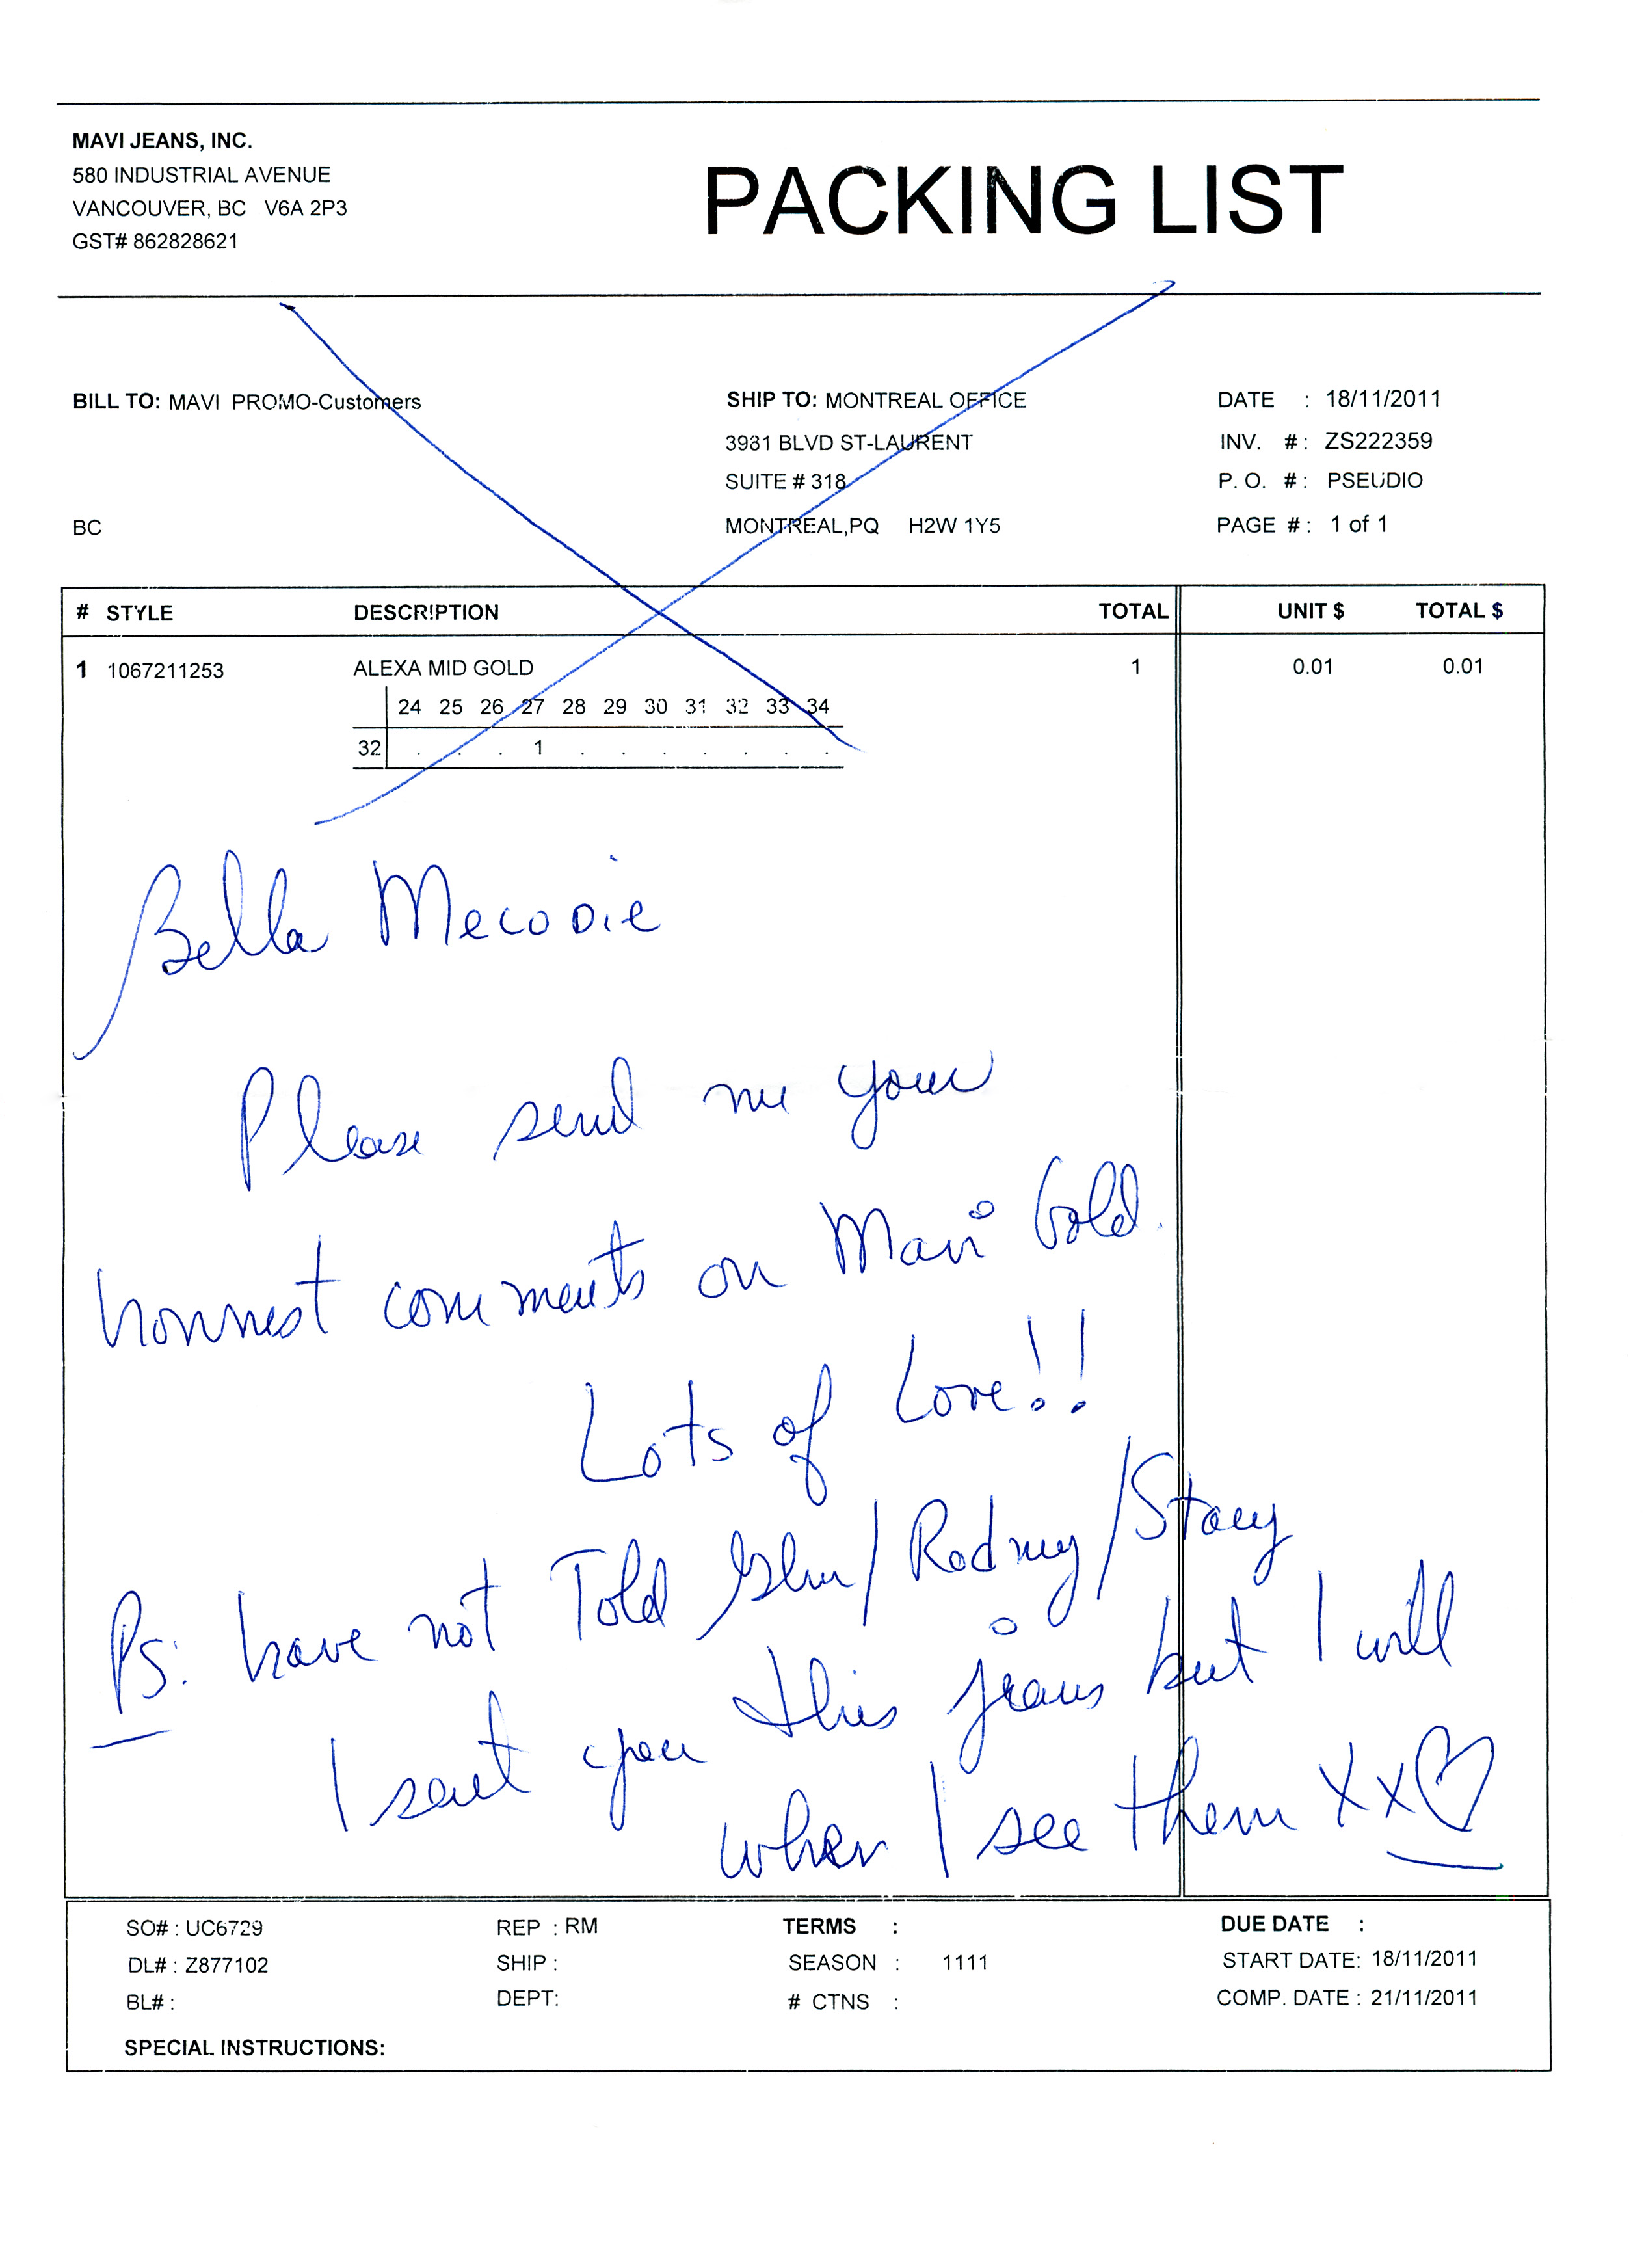 MAVI JEANS, INC.
580 INDUSTRIAL AVENUE
VANCOUVER, BC V6A 2P3
GST# 862828621
PACKING LIST
BILL TO: MAVI PROMO-Customers
BC
SHIP TO: MONTREAL OFFICE
3981 BLVD ST-LAURENT
SUITE # 318
MONTREAL,PQ H2W 1Y5
DATE : 18/11/2011
INV. #: ZS222359
P. O. #: PSEUDIO
PAGE #: 1 of 1
# STYLE DESCRIPTION TOTAL UNIT $ TOTAL $
1 1067211253 ALEXA MID GOLD 1 0.01 0.01
24 25 26 27 28 29 30 31 32 33 34
32 . . . 1 . . . . . . .
Bella
Please send me your
honnest comments on Mavi Gold.
Lots of Love!!
Ps: have not Told / Rodney / Stacy
I sent you this jeans but I will
when I see them xx♡
SO# : UC6729
DL# : Z877102
BL# :
REP : RM
SHIP :
DEPT:
TERMS :
SEASON : 1111
# CTNS :
DUE DATE :
START DATE: 18/11/2011
COMP. DATE : 21/11/2011
SPECIAL INSTRUCTIONS: